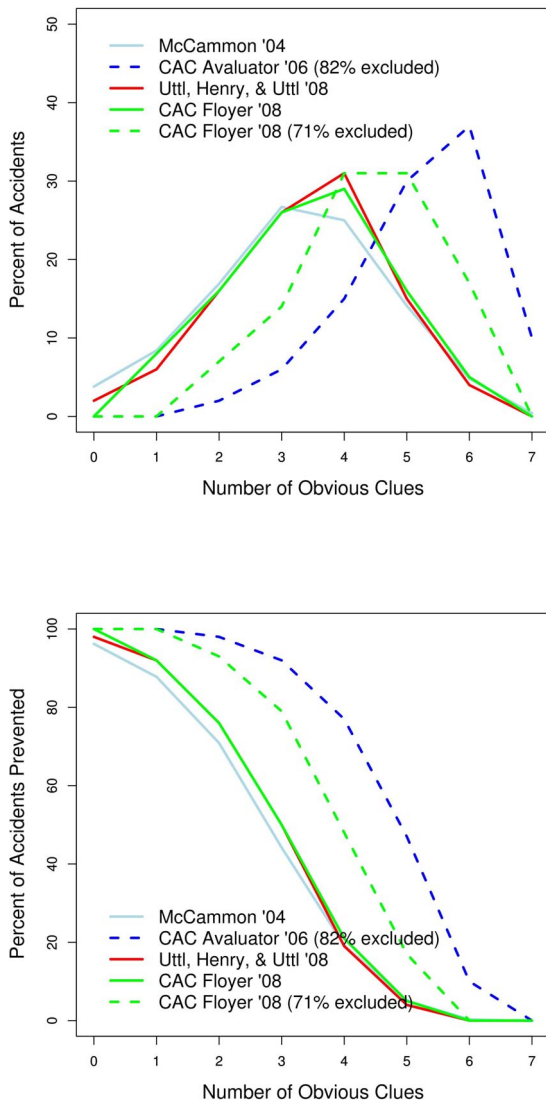 50
McCammon '04
CAC Avaluator '06 (82% excluded)
Uttl, Henry, & Uttl '08
CAC Floyer '08
CAC Floyer '08 (71% excluded)
40
30
20
10
0
Percent of Accidents
0 1 2 3 4 5 6 7
Number of Obvious Clues
100
80
60
40
20
0
Percent of Accidents Prevented
McCammon '04
CAC Avaluator '06 (82% excluded)
Uttl, Henry, & Uttl '08
CAC Floyer '08
CAC Floyer '08 (71% excluded)
0 1 2 3 4 5 6 7
Number of Obvious Clues